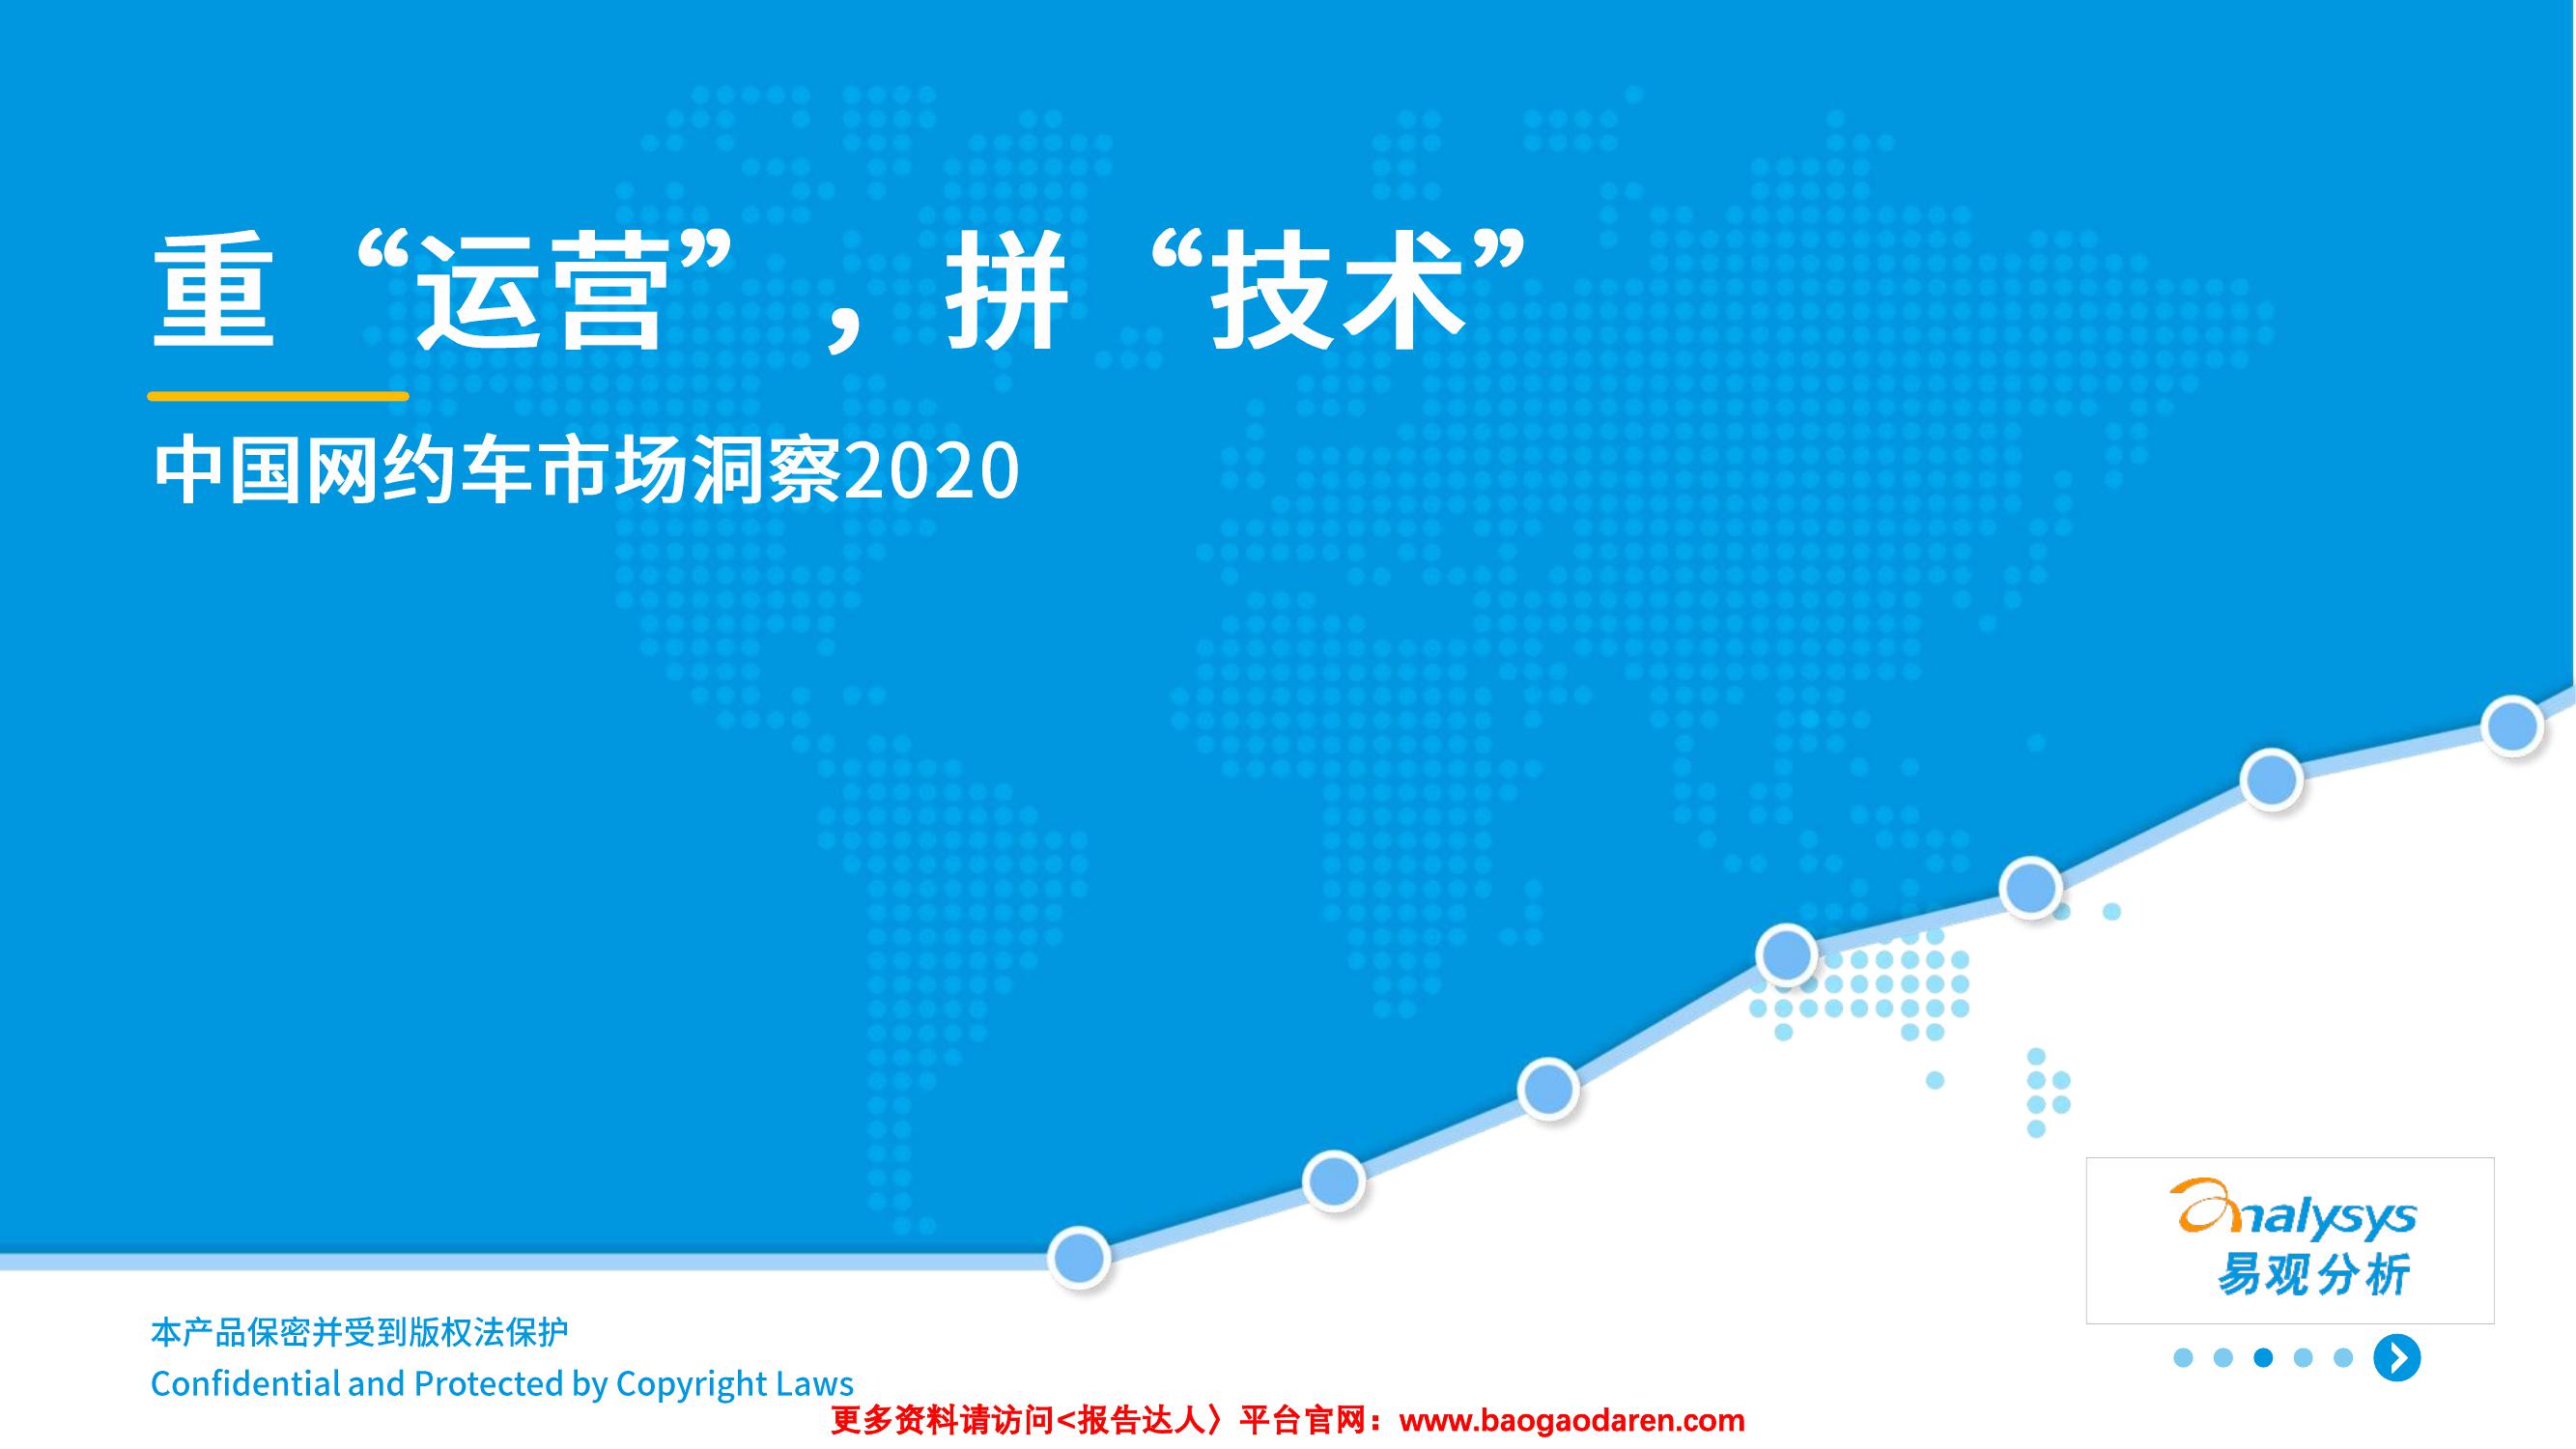 重“运营”，拼“技术”
中国网约车市场洞察2020
analysys
易观分析
本产品保密并受到版权法保护
Confidential and Protected by Copyright Laws
更多资料请访问<报告达人〉平台官网：www.baogaodaren.com